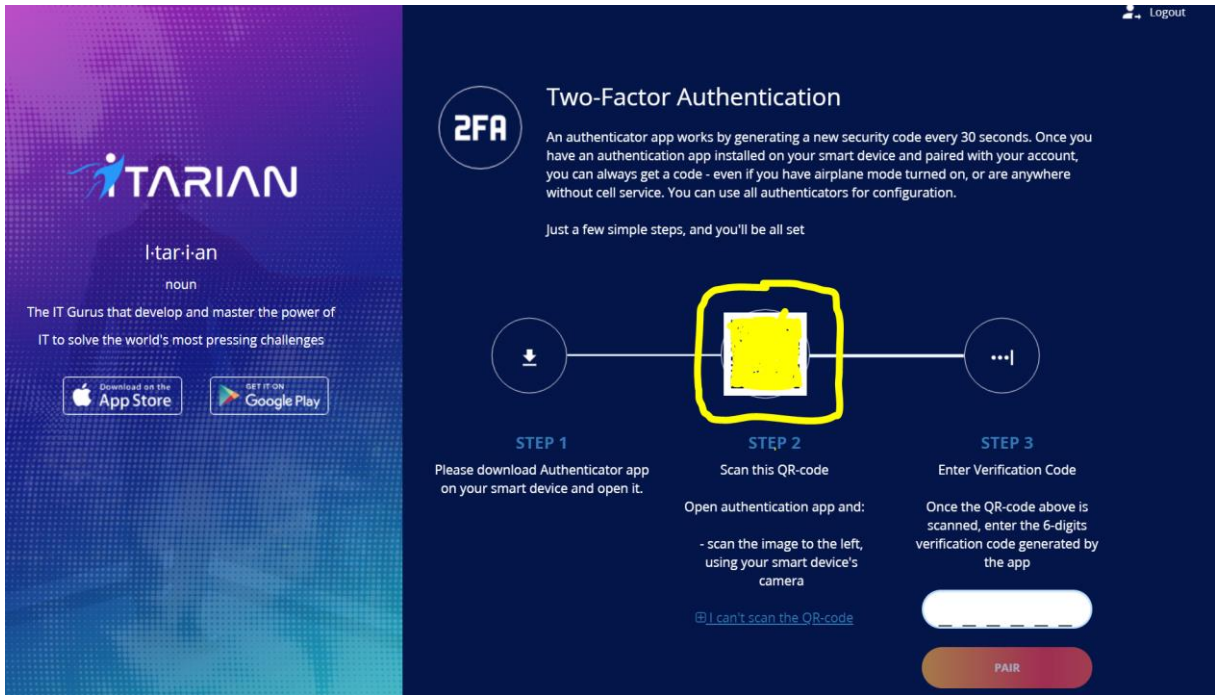 Logout
ITARIAN
I·tar·i·an
noun
The IT Gurus that develop and master the power of
IT to solve the world's most pressing challenges
Download on the
App Store
GET IT ON
Google Play
2FA
Two-Factor Authentication
An authenticator app works by generating a new security code every 30 seconds. Once you
have an authentication app installed on your smart device and paired with your account,
you can always get a code - even if you have airplane mode turned on, or are anywhere
without cell service. You can use all authenticators for configuration.
Just a few simple steps, and you'll be all set
STEP 1
Please download Authenticator app
on your smart device and open it.
STEP 2
Scan this QR-code
Open authentication app and:
- scan the image to the left,
using your smart device's
camera
I can't scan the QR-code
STEP 3
Enter Verification Code
Once the QR-code above is
scanned, enter the 6-digits
verification code generated by
the app
PAIR